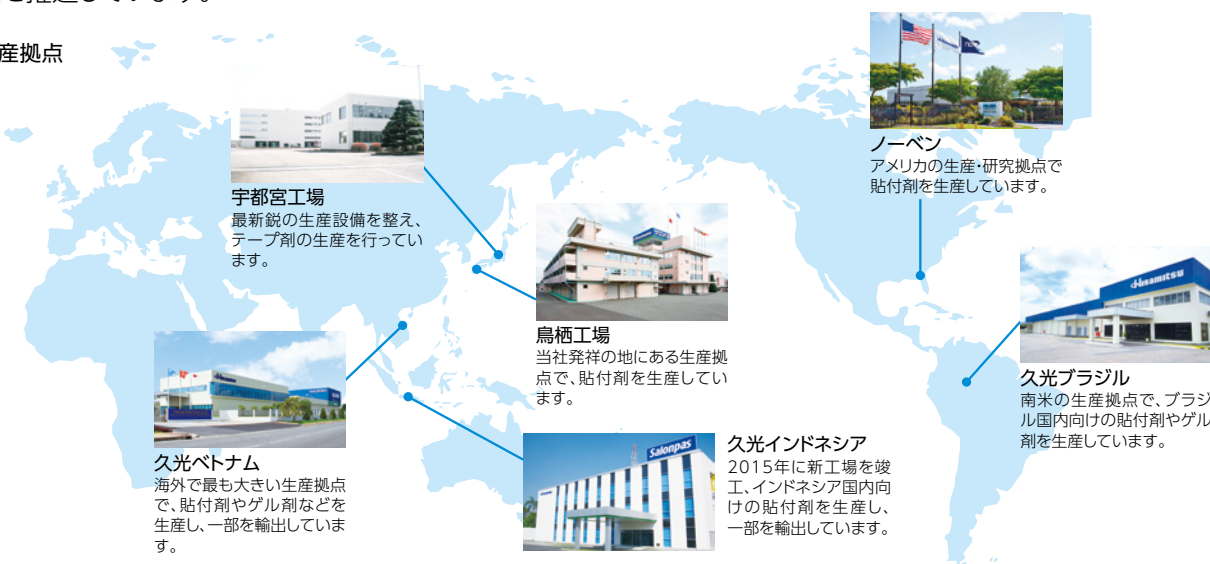 と推進しています。
産拠点
宇都宮工場
最新鋭の生産設備を整え、
テープ剤の生産を行ってい
ます。
ノーベン
アメリカの生産・研究拠点で
貼付剤を生産しています。
鳥栖工場
当社発祥の地にある生産拠
点で、貼付剤を生産してい
ます。
Hisamitsu
久光ブラジル
南米の生産拠点で、ブラジ
ル国内向けの貼付剤やゲル
剤を生産しています。
Hisamitsu
久光ベトナム
海外で最も大きい生産拠点
で、貼付剤やゲル剤などを
生産し、一部を輸出していま
す。
Salonpas
久光インドネシア
2015年に新工場を竣
工、インドネシア国内向
けの貼付剤を生産し、
一部を輸出しています。